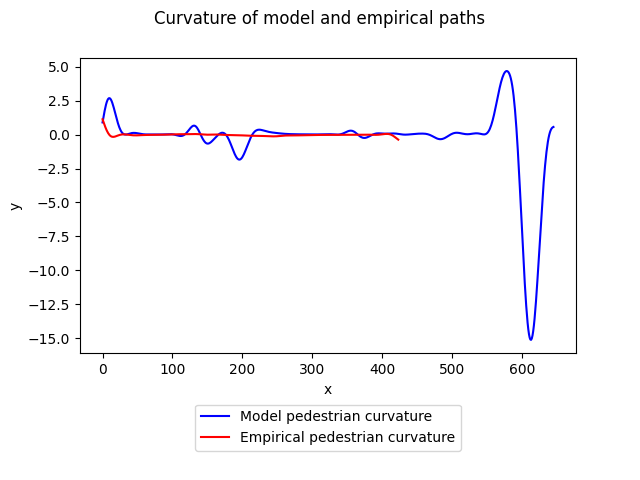 Curvature of model and empirical paths
5.0
2.5
0.0
−2.5
−5.0
−7.5
−10.0
−12.5
−15.0
y
0 100 200 300 400 500 600
x
Model pedestrian curvature
Empirical pedestrian curvature